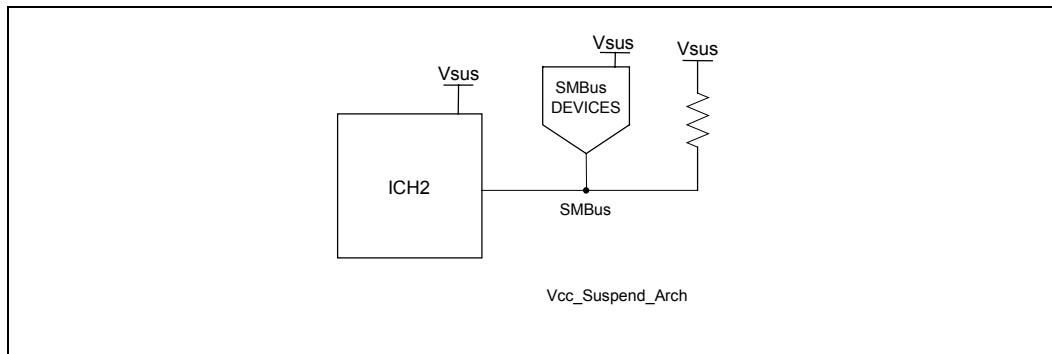 Vsus
Vsus
Vsus
SMBus
DEVICES
ICH2
SMBus
Vcc_Suspend_Arch